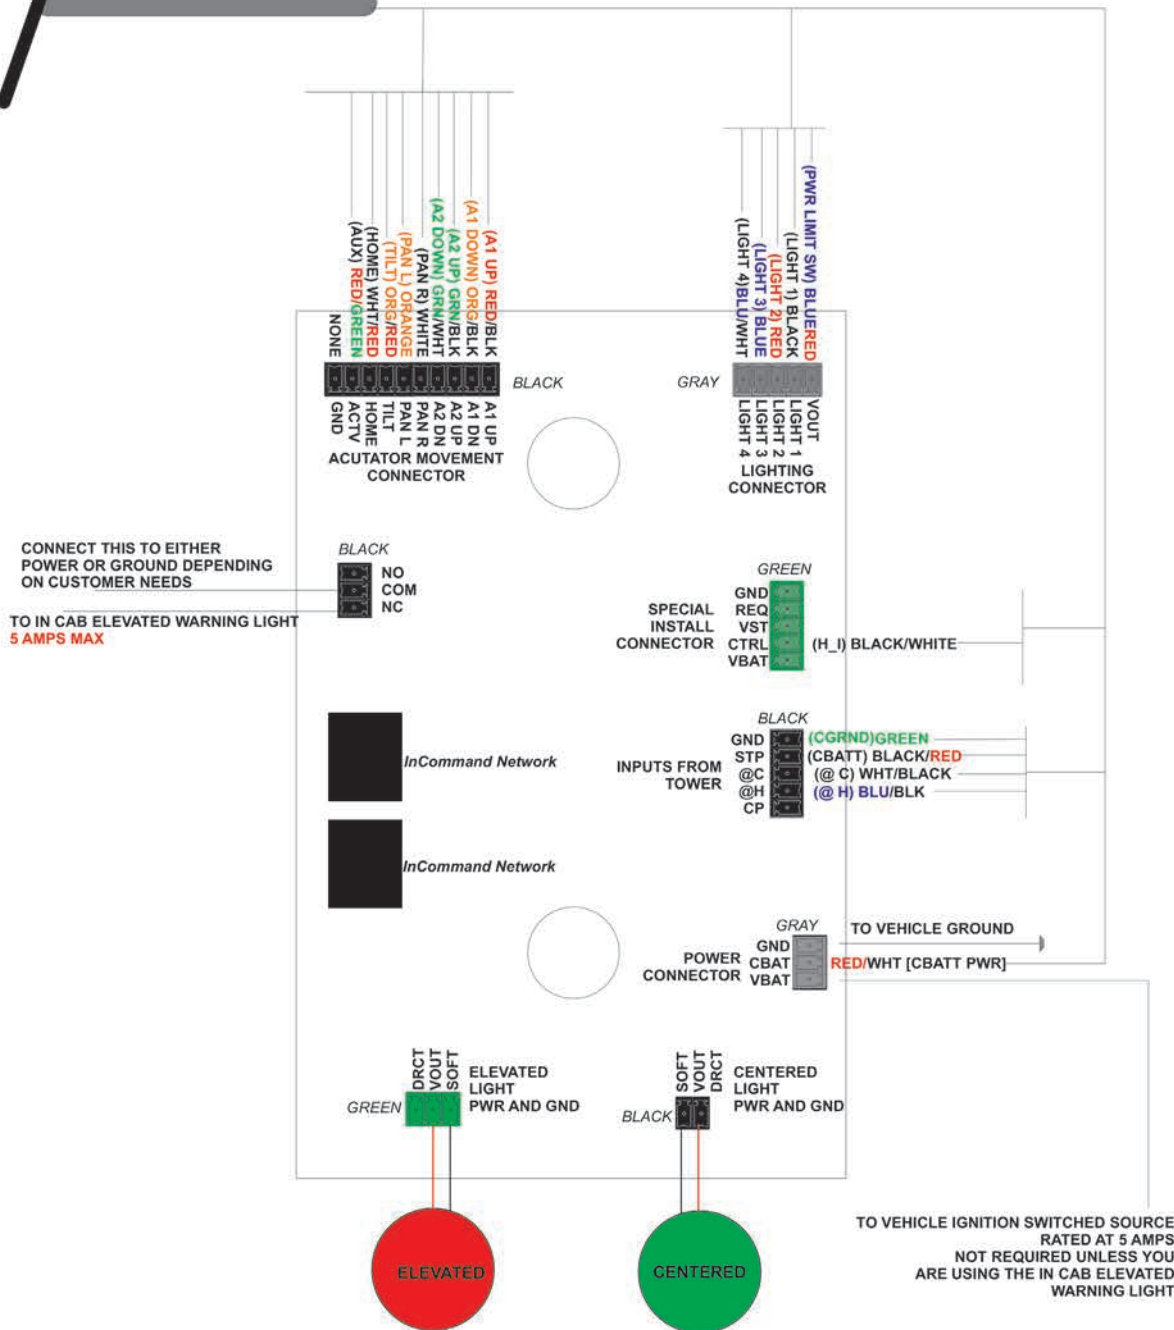 (AUX) RED/GREEN
(HOME) WHT/RED
(TILT) ORG/RED
(PAN L) ORANGE
(PAN R) WHITE
(A2 DOWN) GRN/WHT
(A2 UP) GRN/BLK
(A1 DOWN) ORG/BLK
(A1 UP) RED/BLK
NONE
GND
ACTV
HOME
TILT
PAN L
PAN R
A2 DN
A2 UP
A1 DN
A1 UP
BLACK
ACUTATOR MOVEMENT
CONNECTOR
(LIGHT 4)BLU/WHT
(LIGHT 3) BLUE
(LIGHT 2) RED
(LIGHT 1) BLACK
(PWR LIMIT SW) BLUERED
GRAY
LIGHT 4
LIGHT 3
LIGHT 2
LIGHT 1
VOUT
LIGHTING
CONNECTOR
CONNECT THIS TO EITHER
POWER OR GROUND DEPENDING
ON CUSTOMER NEEDS
TO IN CAB ELEVATED WARNING LIGHT
5 AMPS MAX
BLACK
NO
COM
NC
GREEN
SPECIAL
INSTALL
CONNECTOR
GND
REQ
VST
CTRL
VBAT
(H_I) BLACK/WHITE
BLACK
INPUTS FROM
TOWER
GND
STP
@C
@H
CP
(CGRND)GREEN
(CBATT) BLACK/RED
(@ C) WHT/BLACK
(@ H) BLU/BLK
InCommand Network
InCommand Network
GRAY
POWER
CONNECTOR
GND
CBAT
VBAT
TO VEHICLE GROUND
RED/WHT [CBATT PWR]
DRCT
VOUT
SOFT
GREEN
ELEVATED
LIGHT
PWR AND GND
SOFT
VOUT
DRCT
BLACK
CENTERED
LIGHT
PWR AND GND
ELEVATED
CENTERED
TO VEHICLE IGNITION SWITCHED SOURCE
RATED AT 5 AMPS
NOT REQUIRED UNLESS YOU
ARE USING THE IN CAB ELEVATED
WARNING LIGHT